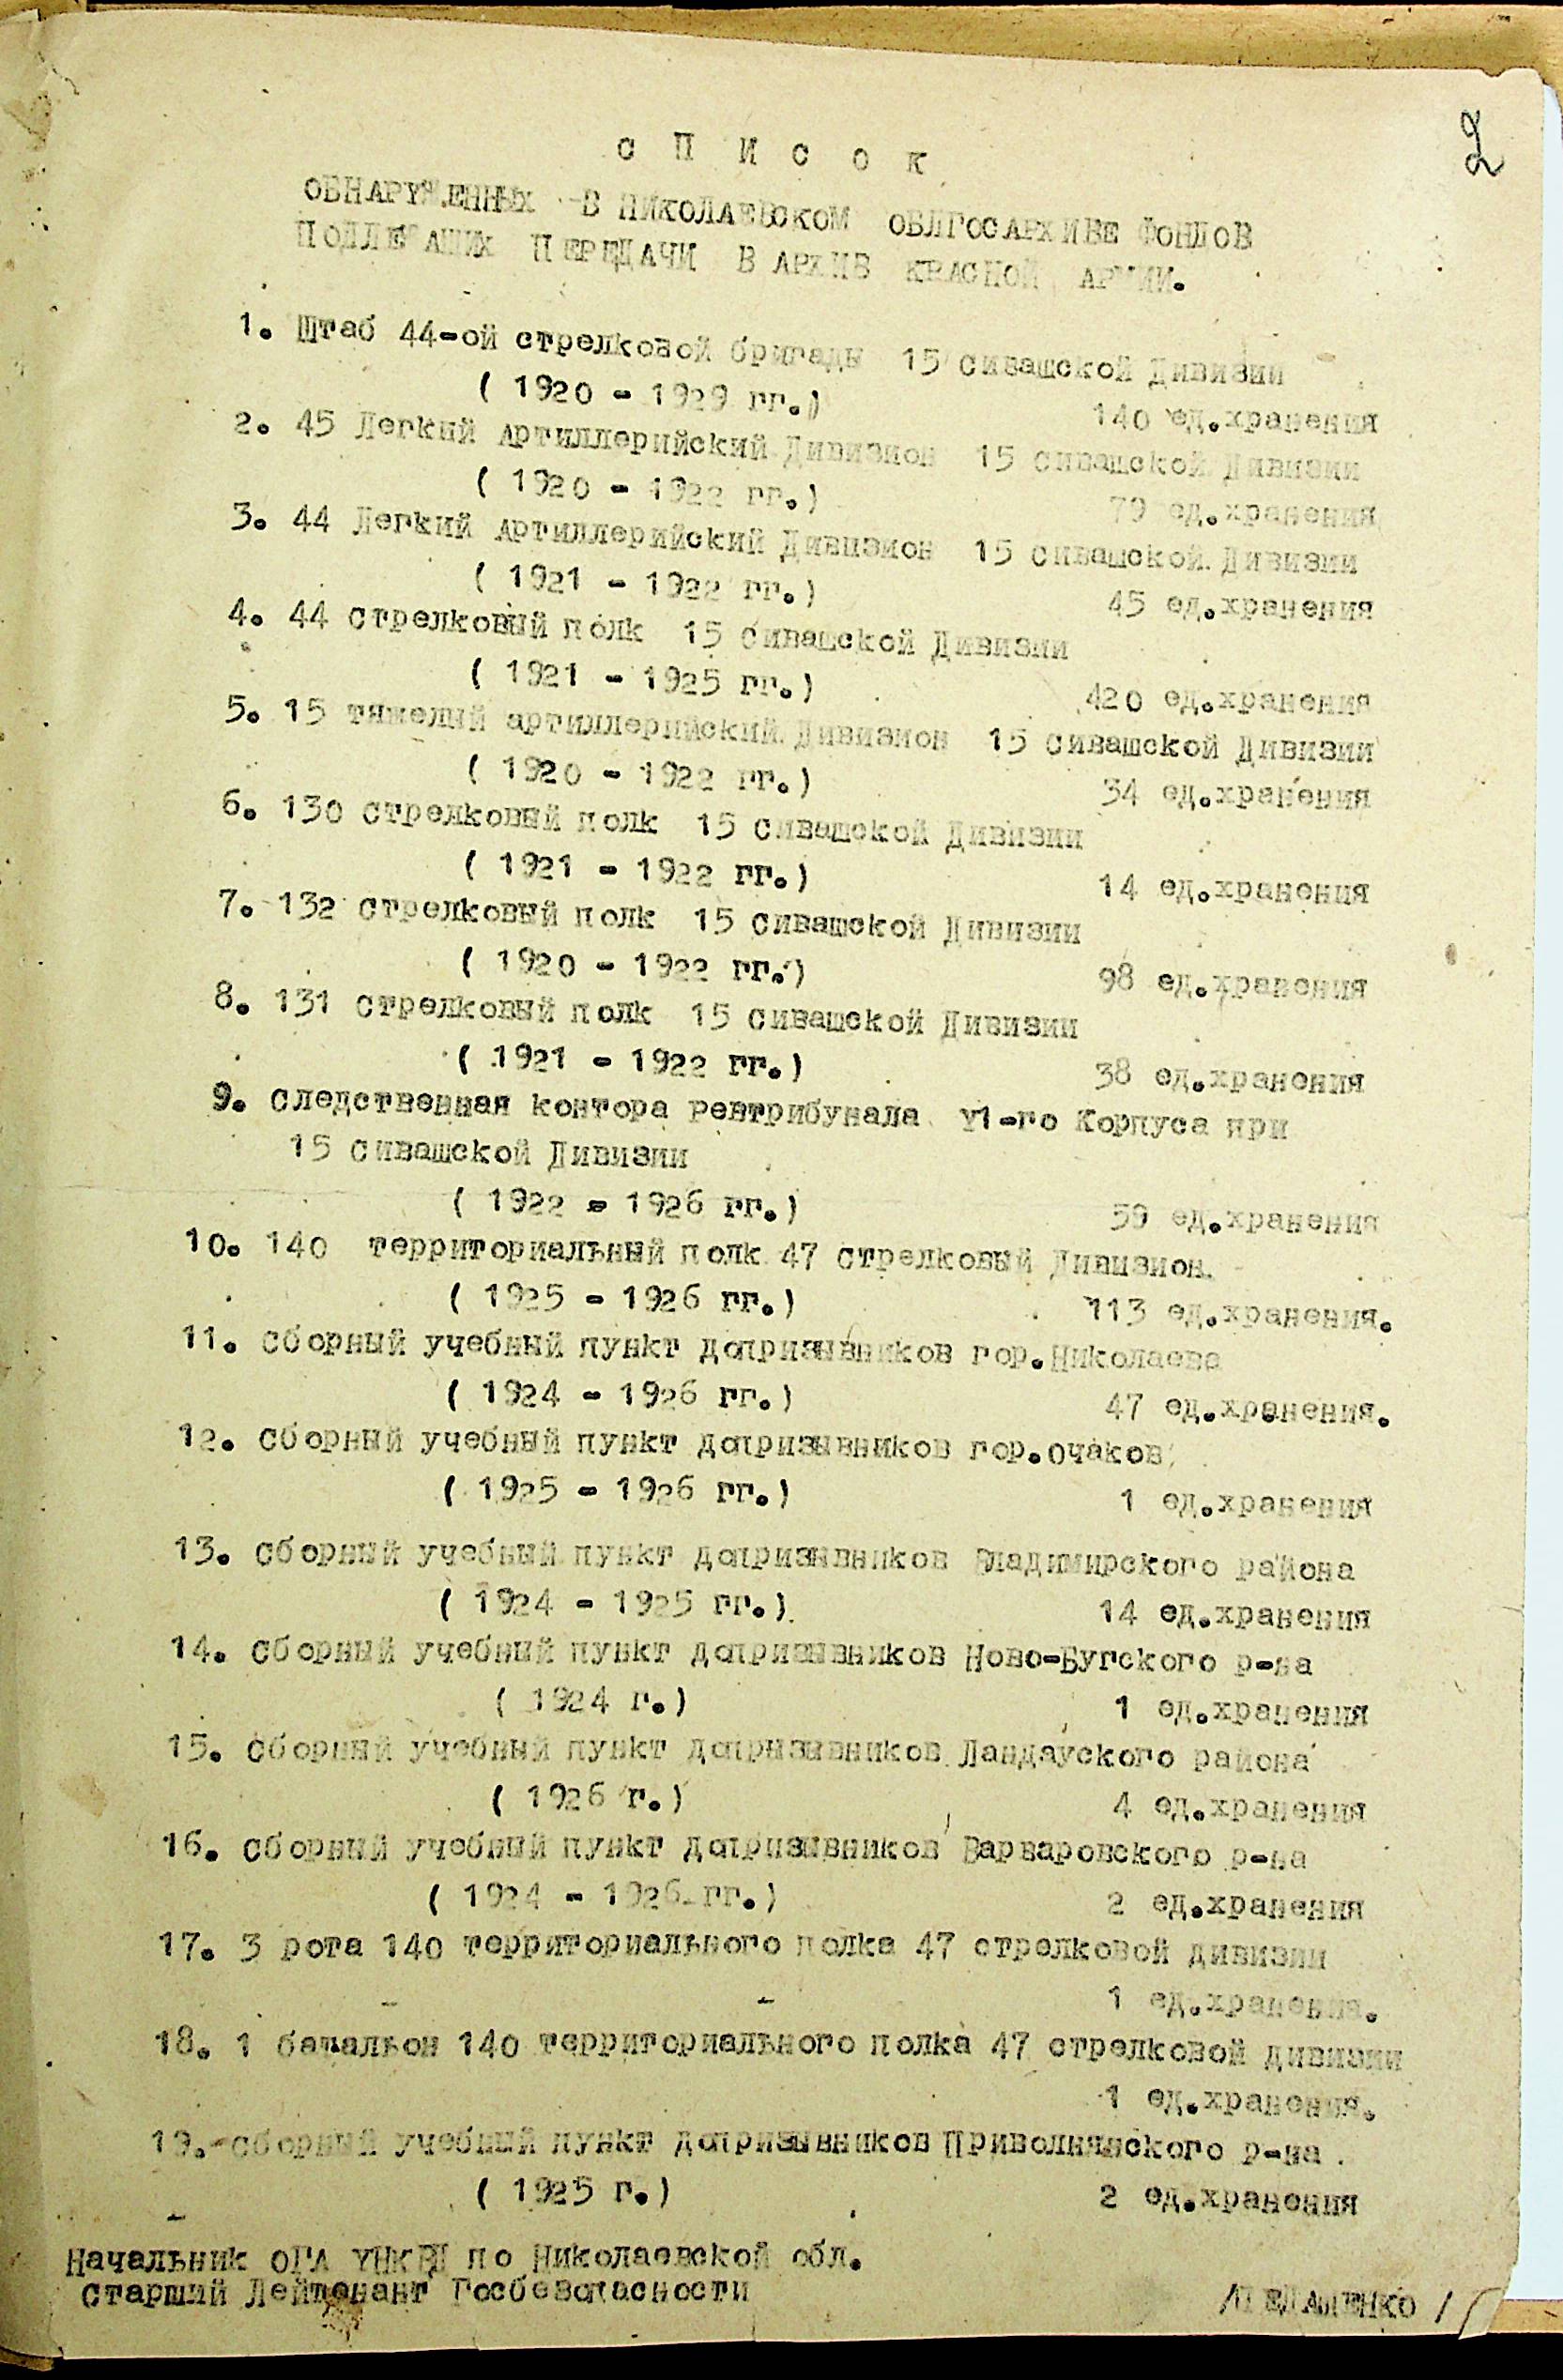 2
СПИСОК
ОБНАРУЖЕННЫХ В НИКОЛАЕВСКОМ ОБЛГОСАРХИВЕ ФОНДОВ
ПОДЛЕЖАЩИХ ПЕРЕДАЧИ В АРХИВ КРАСНОЙ АРМИИ.
1. Штаб 44-ой стрелковой бригады 15 Сивашской Дивизии
( 1920 - 1929 гг.) 140 ед.хранения
2. 45 Легкий Артиллерийский Дивизион 15 Сивашской Дивизии
( 1920 - 1922 гг.) 79 ед.хранения
3. 44 Легкий Артиллерийский Дивизион 15 Сивашской Дивизии
( 1921 - 1922 гг.) 45 ед.хранения
4. 44 Стрелковый полк 15 Сивашской Дивизии
( 1921 - 1925 гг.) 420 ед.хранения
5. 15 тяжелый артиллерийский Дивизион 15 Сивашской Дивизии
( 1920 - 1922 гг.) 34 ед.хранения
6. 130 Стрелковый полк 15 Сивашской Дивизии
( 1921 - 1922 гг.) 14 ед.хранения
7. 132 Стрелковый полк 15 Сивашской Дивизии
( 1920 - 1922 гг.) 98 ед.хранения
8. 131 Стрелковый полк 15 Сивашской Дивизии
( 1921 - 1922 гг.) 38 ед.хранения
9. Следственная контора Ревтрибунала У1-го Корпуса при
15 Сивашской Дивизии
( 1922 - 1926 гг.) 59 ед.хранения
10. 140 территориальный полк 47 Стрелковый Дивизион.
( 1925 - 1926 гг.) 113 ед.хранения.
11. Сборный учебный пункт допризывников гор.Николаева
( 1924 - 1926 гг.) 47 ед.хранения.
12. Сборный учебный пункт допризывников гор.Очаков
( 1925 - 1926 гг.) 1 ед.хранения
13. Сборный учебный пункт допризывников Владимирского района
( 1924 - 1925 гг.) 14 ед.хранения
14. Сборный учебный пункт допризывников Ново-Бугского р-на
( 1924 г.) 1 ед.хранения
15. Сборный учебный пункт допризывников Ландауского района
( 1926 г.) 4 ед.хранения
16. Сборный учебный пункт допризывников Варваровского р-на
( 1924 - 1926 гг.) 2 ед.хранения
17. 3 рота 140 территориального полка 47 стрелковой дивизии
1 ед.хранения.
18. 1 батальон 140 территориального полка 47 стрелковой дивизии
1 ед.хранения.
19.-Сборный учебный пункт допризывников Привольнянского р-на.
( 1925 г.) 2 ед.хранения
Начальник ОГА УНКВД по Николаевской обл.
Старший Лейтенант Госбезопасности
/ПЕДАШЕНКО /